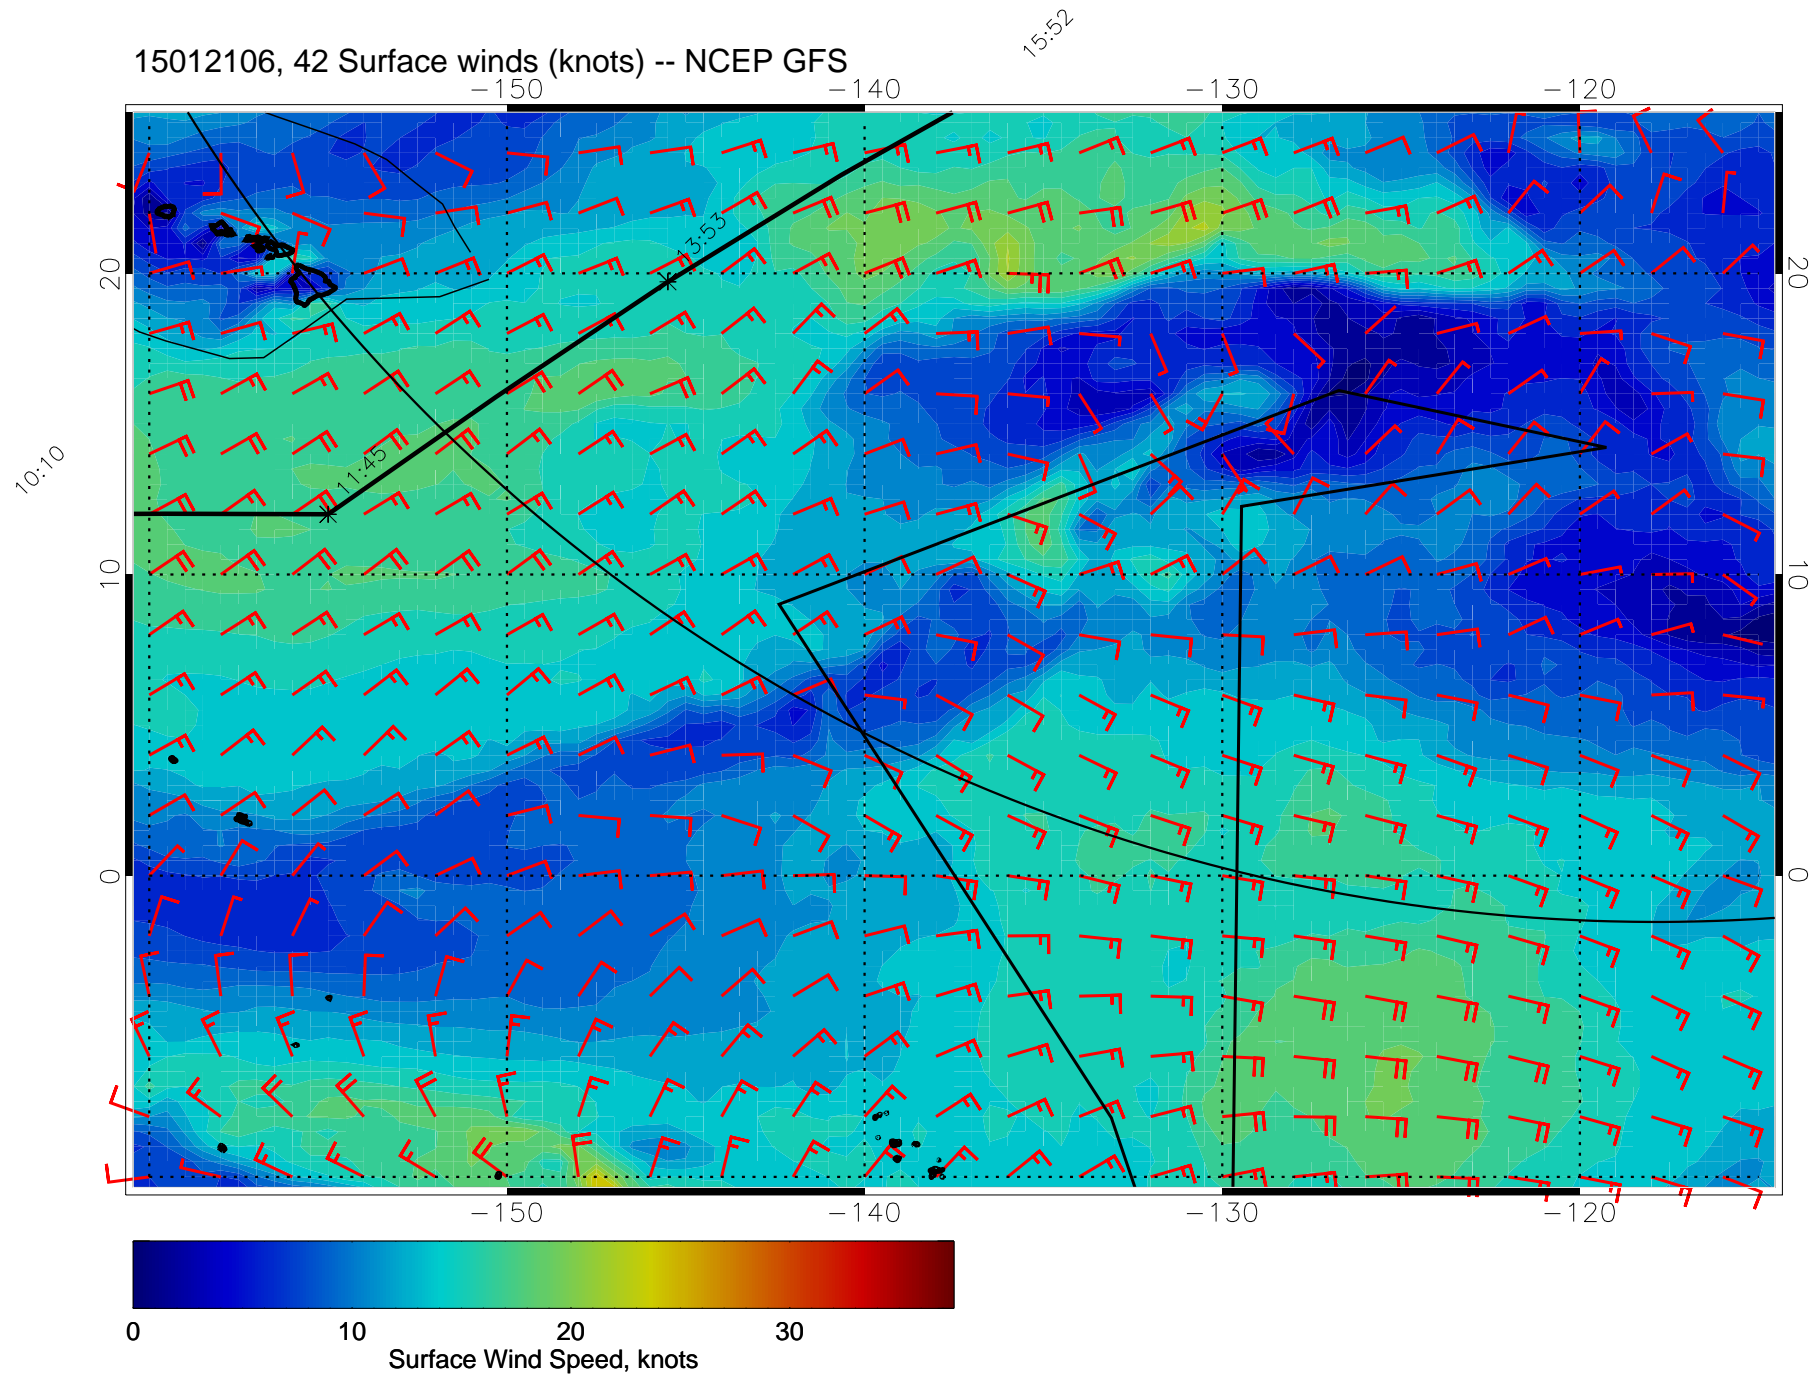 15:52
15012106, 42 Surface winds (knots) -- NCEP GFS
-150 -140 -130 -120
20 20
13:53
11:45
10:10
10 10
0 0
-150 -140 -130 -120
0 10 20 30
Surface Wind Speed, knots